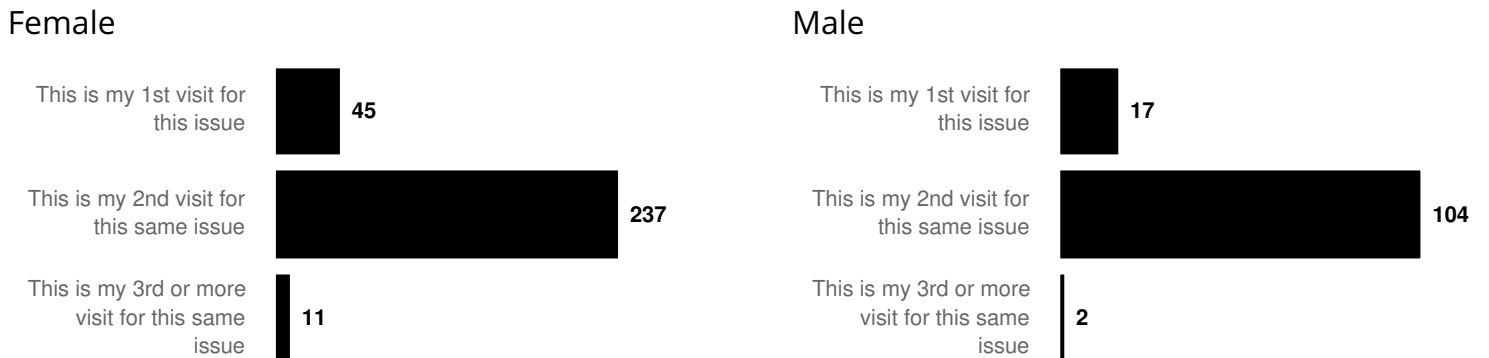 Female
This is my 1st visit for
this issue
45
This is my 2nd visit for
this same issue
237
This is my 3rd or more
visit for this same
issue
11
Male
This is my 1st visit for
this issue
17
This is my 2nd visit for
this same issue
104
This is my 3rd or more
visit for this same
issue
2